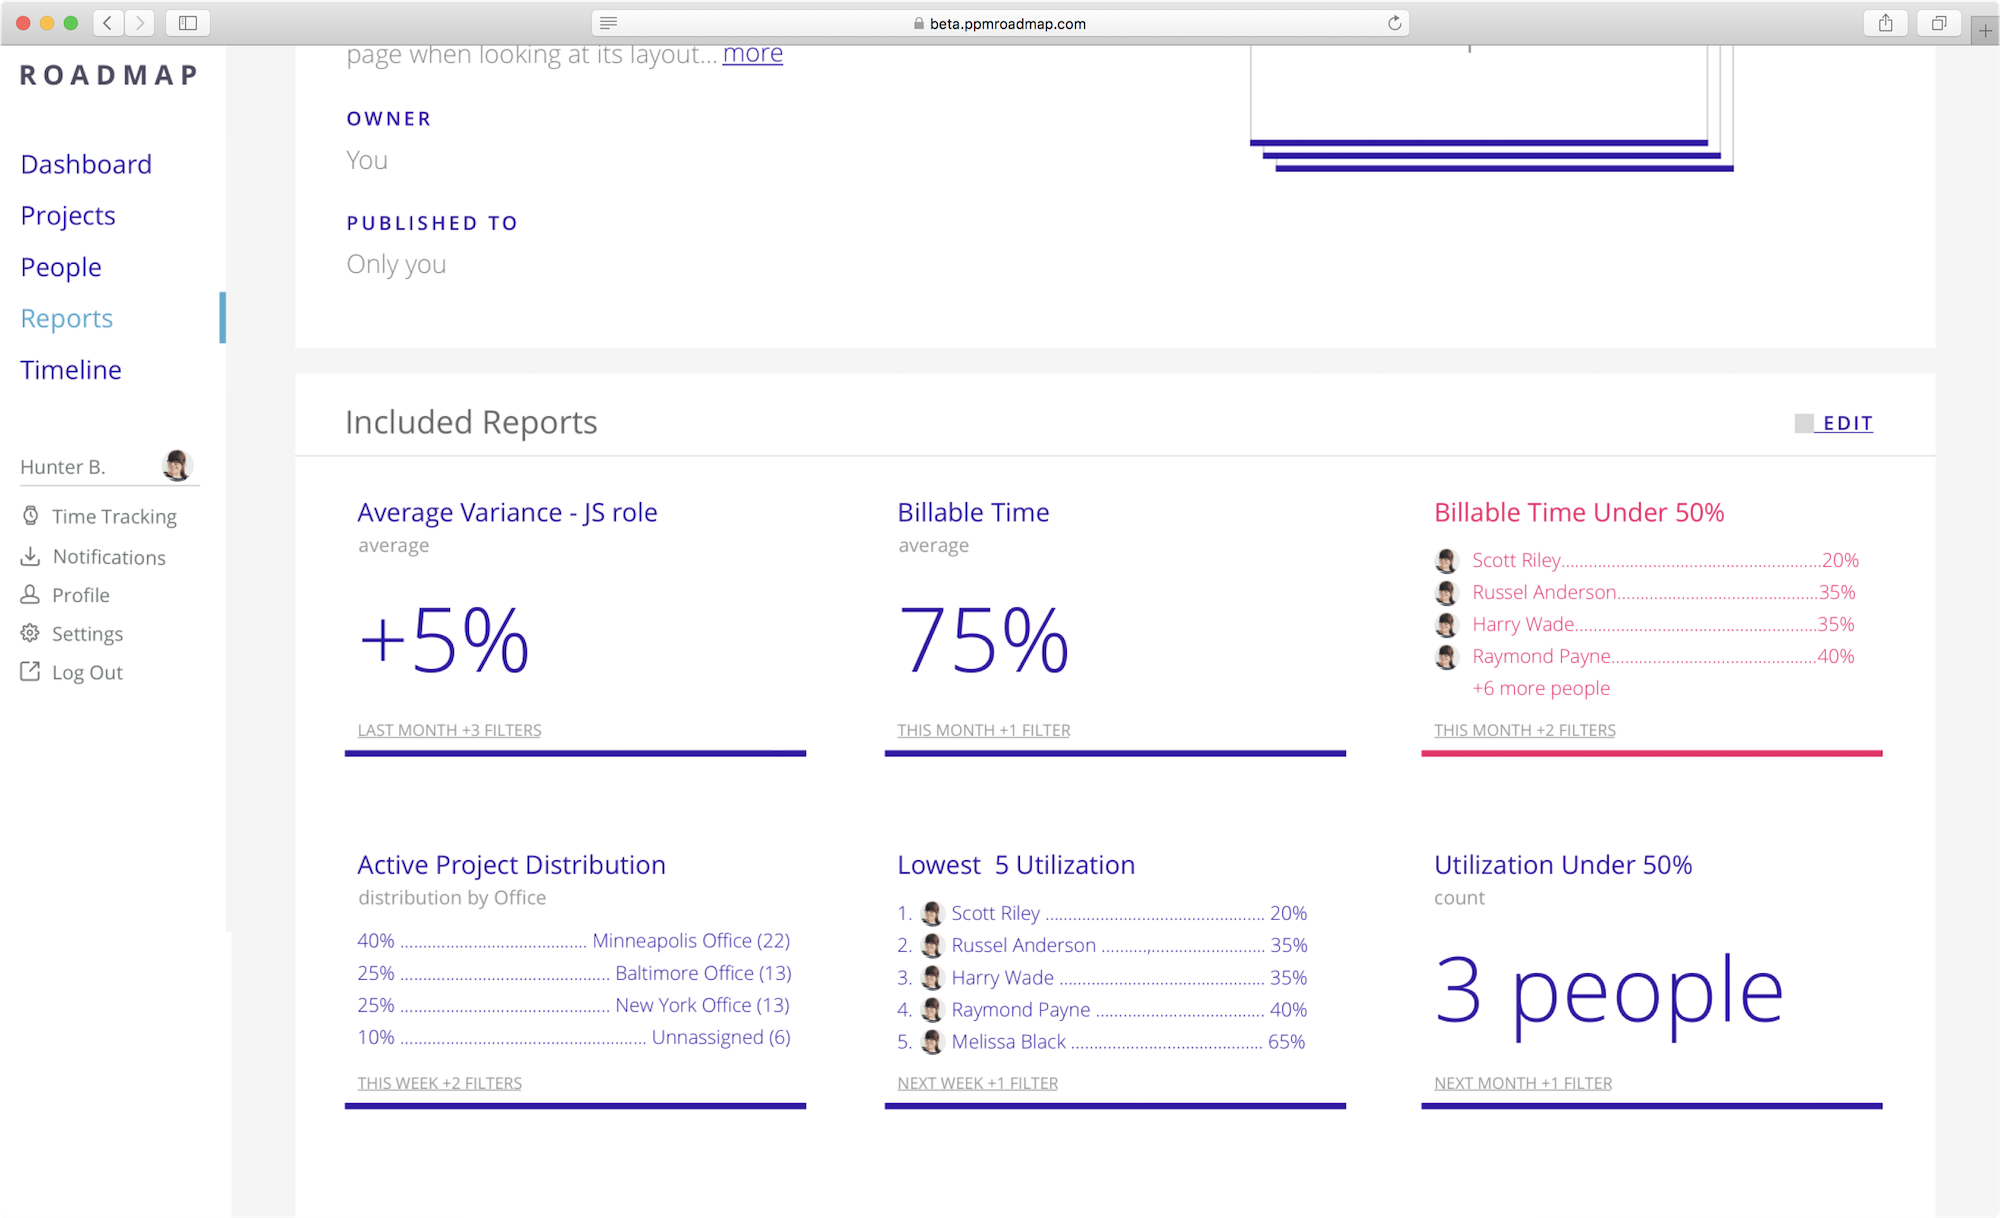 beta.ppmroadmap.com
ROADMAP
Dashboard
Projects
People
Reports
Timeline
Hunter B.
Time Tracking
Notifications
Profile
Settings
Log Out
page when looking at its layout... more
OWNER
You
PUBLISHED TO
Only you
Included Reports
EDIT
Average Variance - JS role
average
+5%
LAST MONTH +3 FILTERS
Billable Time
average
75%
THIS MONTH +1 FILTER
Billable Time Under 50%
Scott Riley..............................................20%
Russel Anderson....................................35%
Harry Wade...........................................35%
Raymond Payne.....................................40%
+6 more people
THIS MONTH +2 FILTERS
Active Project Distribution
distribution by Office
40% ...................................... Minneapolis Office (22)
25% ........................................... Baltimore Office (13)
25% ........................................... New York Office (13)
10% .................................................. Unnassigned (6)
THIS WEEK +2 FILTERS
Lowest  5 Utilization
1. Scott Riley ............................................. 20%
2. Russel Anderson ..........,....................... 35%
3. Harry Wade .......................................... 35%
4. Raymond Payne ................................... 40%
5. Melissa Black ........................................ 65%
NEXT WEEK +1 FILTER
Utilization Under 50%
count
3 people
NEXT MONTH +1 FILTER